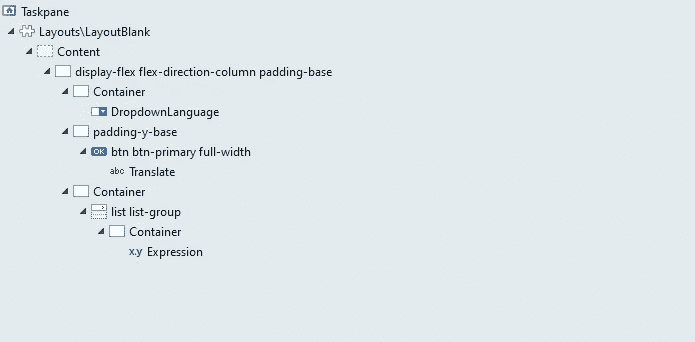 Taskpane
Layouts\LayoutBlank
Content
display-flex flex-direction-column padding-base
Container
DropdownLanguage
padding-y-base
OK btn btn-primary full-width
abc Translate
Container
list list-group
Container
x.y Expression